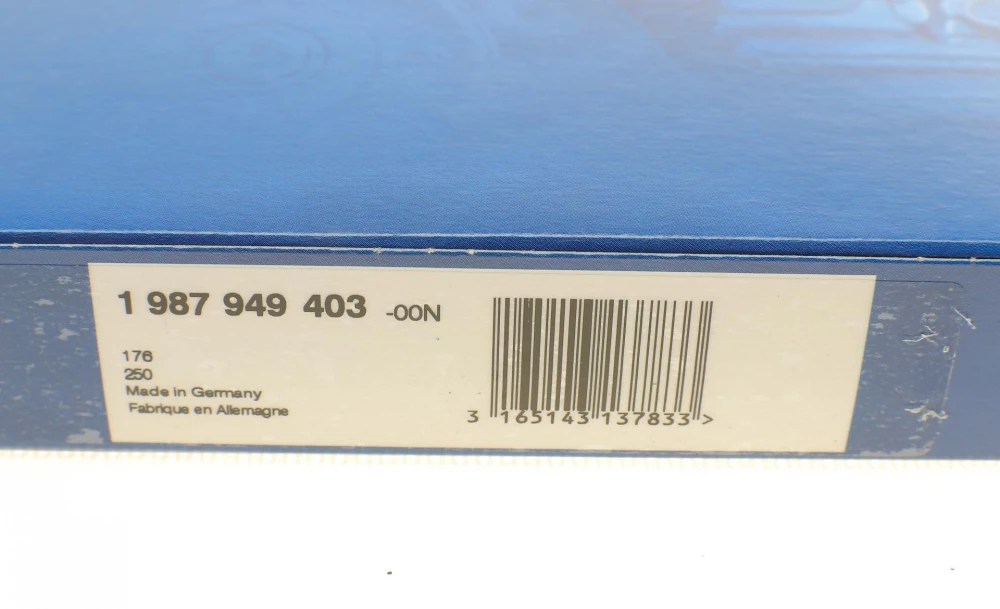 1 987 949 403 -00N
176
250
Made in Germany
Fabrique en Allemagne
3 165143 137833 >